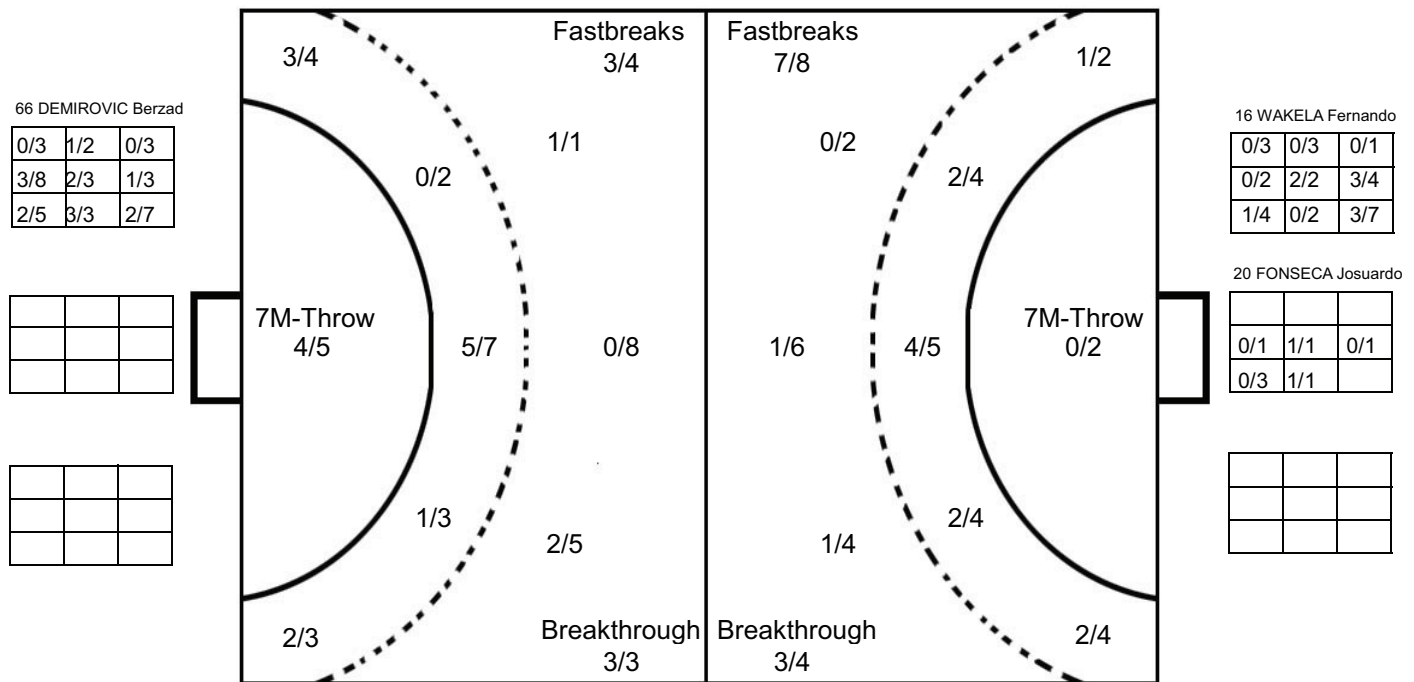 Fastbreaks Fastbreaks
3/4 3/4 7/8 1/2
66 DEMIROVIC Berzad
16 WAKELA Fernando
0/3 1/2 0/3
1/1 0/2
0/3 0/3 0/1
3/8 2/3 1/3
0/2 2/4
0/2 2/2 3/4
2/5 3/3 2/7
1/4 0/2 3/7
20 FONSECA Josuardo
7M-Throw 7M-Throw
4/5 5/7 0/8 1/6 4/5 0/2
0/1 1/1 0/1
0/3 1/1
1/3 2/4
2/5 1/4
Breakthrough Breakthrough
2/3 3/3 3/4 2/4